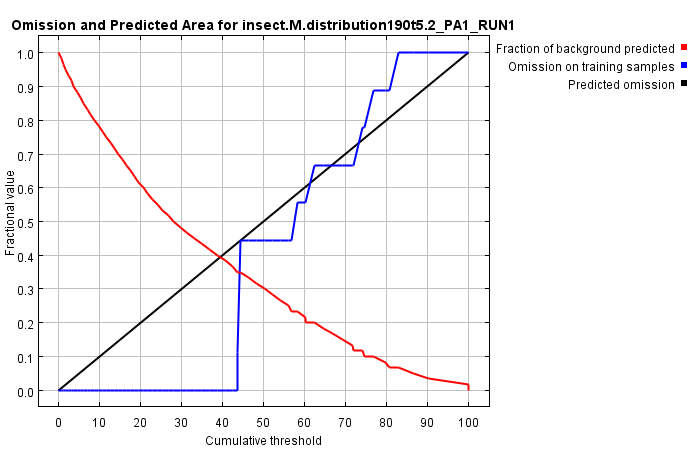 Omission and Predicted Area for insect.M.distribution190t5.2_PA1_RUN1
Fraction of background predicted
Omission on training samples
Predicted omission
Fractional value
1.0
0.9
0.8
0.7
0.6
0.5
0.4
0.3
0.2
0.1
0.0
0 10 20 30 40 50 60 70 80 90 100
Cumulative threshold